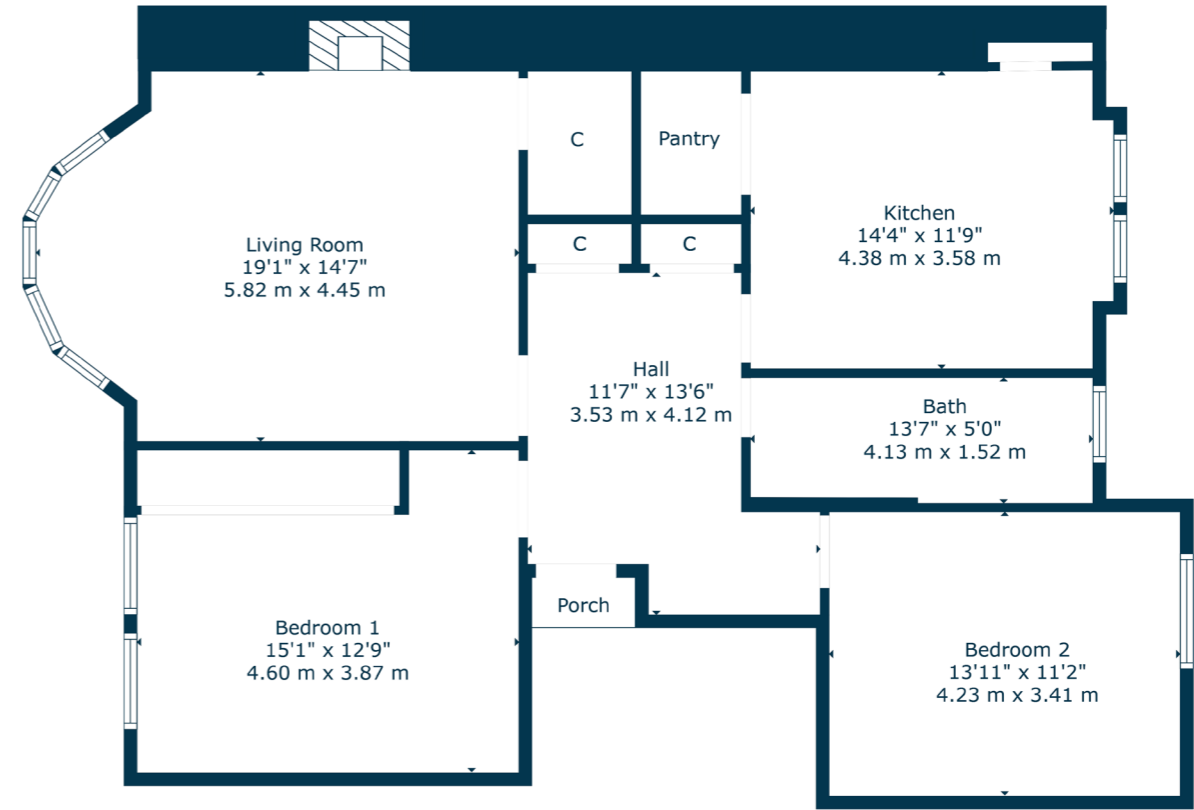 C
Pantry
Living Room
19'1" x 14'7"
5.82 m x 4.45 m
C
C
Kitchen
14'4" x 11'9"
4.38 m x 3.58 m
Hall
11'7" x 13'6"
3.53 m x 4.12 m
Bath
13'7" x 5'0"
4.13 m x 1.52 m
Porch
Bedroom 1
15'1" x 12'9"
4.60 m x 3.87 m
Bedroom 2
13'11" x 11'2"
4.23 m x 3.41 m